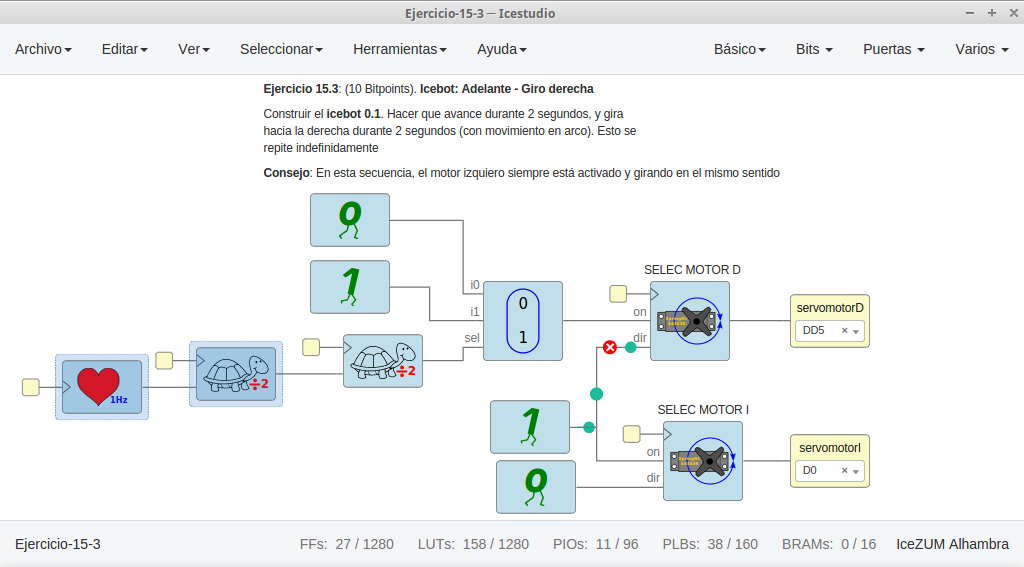 Ejercicio-15-3 — Icestudio
Archivo Editar Ver Seleccionar Herramientas Ayuda Básico Bits Puertas Varios
Ejercicio 15.3: (10 Bitpoints). Icebot: Adelante - Giro derecha
Construir el icebot 0.1. Hacer que avance durante 2 segundos, y gira
hacia la derecha durante 2 segundos (con movimiento en arco). Esto se
repite indefinidamente
Consejo: En esta secuencia, el motor izquiero siempre está activado y girando en el mismo sentido
0
1
i0
i1
sel
0
1
SELEC MOTOR D
on
dir
servomotorD
DD5
1Hz
÷2
÷2
1
0
SELEC MOTOR I
on
dir
servomotorI
D0
Ejercicio-15-3 FFs: 27 / 1280 LUTs: 158 / 1280 PIOs: 11 / 96 PLBs: 38 / 160 BRAMs: 0 / 16 IceZUM Alhambra